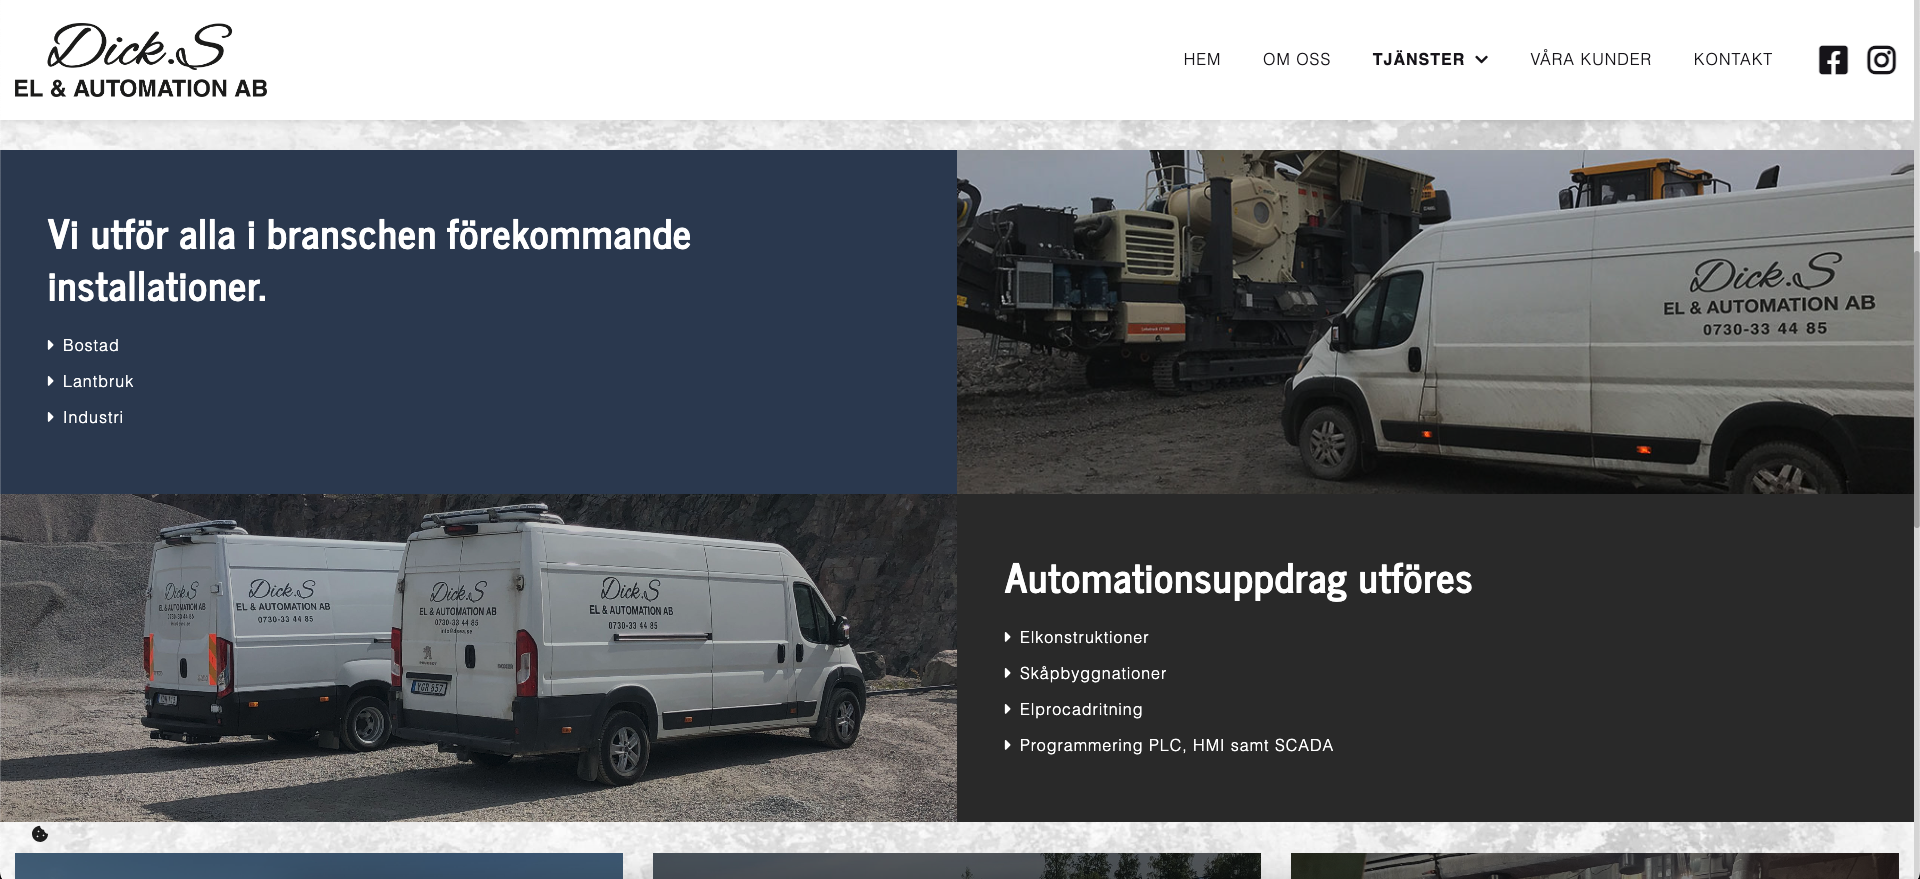 Dick.S
EL & AUTOMATION AB
HEM
OM OSS
TJÄNSTER
VÅRA KUNDER
KONTAKT
Vi utför alla i branschen förekommande
installationer.
Bostad
Lantbruk
Industri
Dick.S
EL & AUTOMATION AB
0730-33 44 85
Dick.S
EL & AUTOMATION AB
0730-33 44 85
Dick.S
EL & AUTOMATION AB
0730-33 44 85
Dick.S
EL & AUTOMATION AB
0730-33 44 85
Dick.S
EL & AUTOMATION AB
0730-33 44 85
PEUGEOT
Automationsuppdrag utföres
Elkonstruktioner
Skåpbyggnationer
Elprocadritning
Programmering PLC, HMI samt SCADA